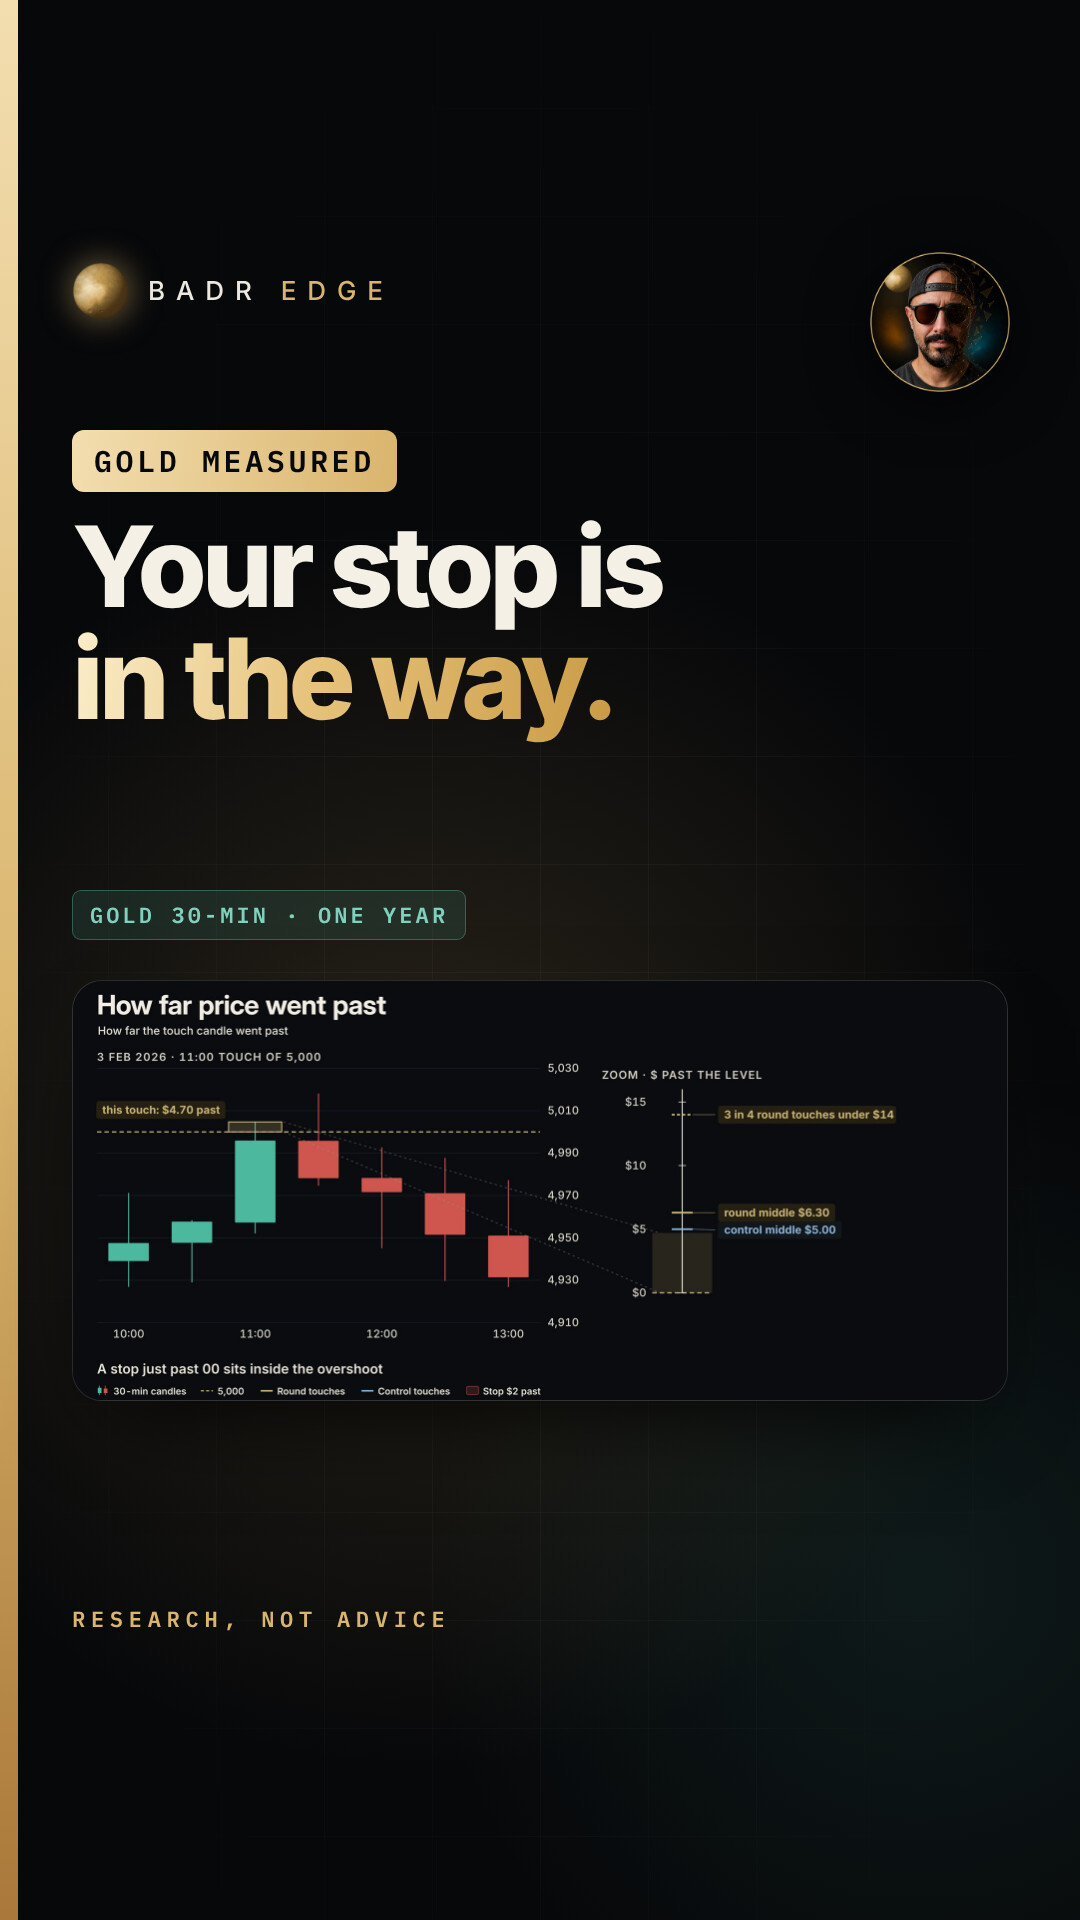 BADR EDGE
GOLD MEASURED
Your stop is
in the way.
GOLD 30-MIN · ONE YEAR
How far price went past
How far the touch candle went past
3 FEB 2026 · 11:00 TOUCH OF 5,000
this touch: $4.70 past
5,030
5,010
4,990
4,970
4,950
4,930
4,910
10:00 11:00 12:00 13:00
ZOOM · $ PAST THE LEVEL
$15
3 in 4 round touches under $14
$10
round middle $6.30
$5
control middle $5.00
$0
A stop just past 00 sits inside the overshoot
30-min candles 5,000 Round touches Control touches Stop $2 past
RESEARCH, NOT ADVICE